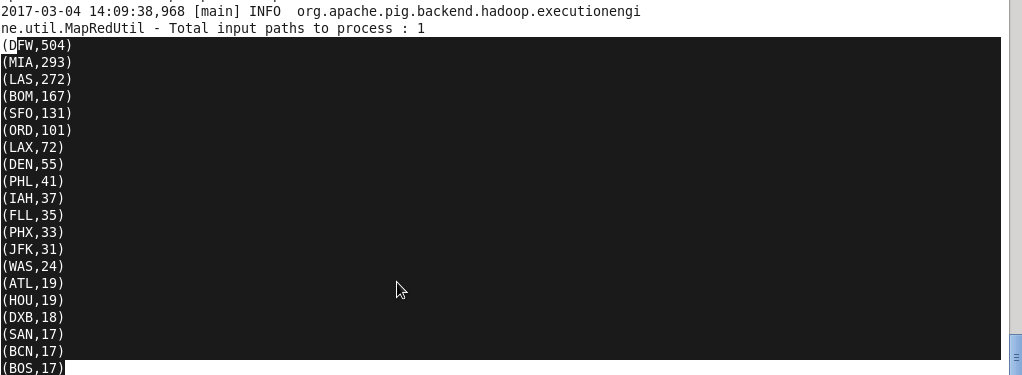 2017-03-04 14:09:38,968 [main] INFO  org.apache.pig.backend.hadoop.executionengi
ne.util.MapRedUtil - Total input paths to process : 1
(DFW,504)
(MIA,293)
(LAS,272)
(BOM,167)
(SFO,131)
(ORD,101)
(LAX,72)
(DEN,55)
(PHL,41)
(IAH,37)
(FLL,35)
(PHX,33)
(JFK,31)
(WAS,24)
(ATL,19)
(HOU,19)
(DXB,18)
(SAN,17)
(BCN,17)
(BOS,17)